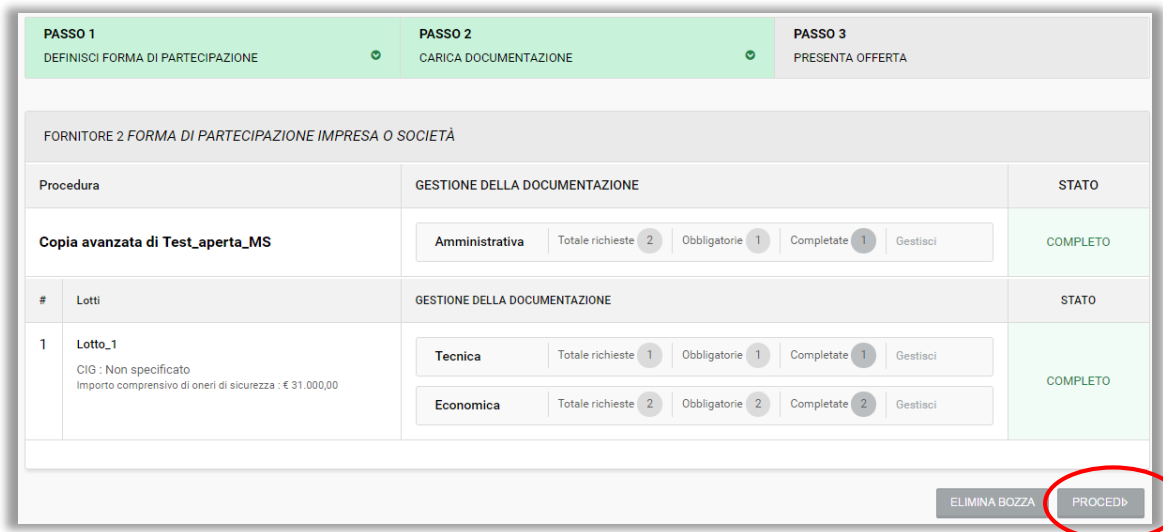 PASSO 1
DEFINISCI FORMA DI PARTECIPAZIONE
PASSO 2
CARICA DOCUMENTAZIONE
PASSO 3
PRESENTA OFFERTA
FORNITORE 2 FORMA DI PARTECIPAZIONE IMPRESA O SOCIETÀ
Procedura GESTIONE DELLA DOCUMENTAZIONE STATO
Copia avanzata di Test_aperta_MS Amministrativa Totale richieste 2 Obbligatorie 1 Completate 1 Gestisci COMPLETO
# Lotti GESTIONE DELLA DOCUMENTAZIONE STATO
1 Lotto_1
CIG : Non specificato
Importo comprensivo di oneri di sicurezza : € 31.000,00
Tecnica Totale richieste 1 Obbligatorie 1 Completate 1 Gestisci
Economica Totale richieste 2 Obbligatorie 2 Completate 2 Gestisci
COMPLETO
ELIMINA BOZZA PROCEDI